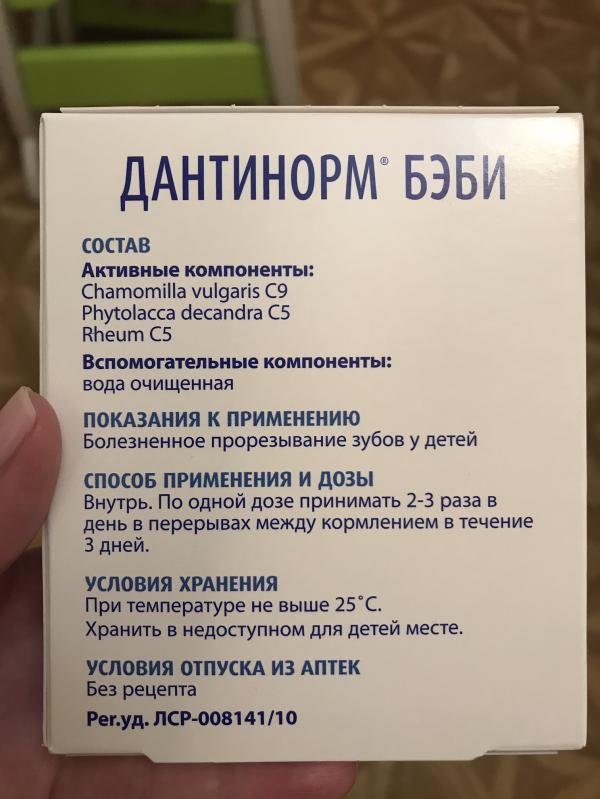 ДАНТИНОРМ® БЭБИ
СОСТАВ
Активные компоненты:
Chamomilla vulgaris C9
Phytolacca decandra C5
Rheum C5
Вспомогательные компоненты:
вода очищенная
ПОКАЗАНИЯ К ПРИМЕНЕНИЮ
Болезненное прорезывание зубов у детей
СПОСОБ ПРИМЕНЕНИЯ И ДОЗЫ
Внутрь. По одной дозе принимать 2-3 раза в
день в перерывах между кормлением в течение
3 дней.
УСЛОВИЯ ХРАНЕНИЯ
При температуре не выше 25˚С.
Хранить в недоступном для детей месте.
УСЛОВИЯ ОТПУСКА ИЗ АПТЕК
Без рецепта
Рег.уд. ЛСР-008141/10